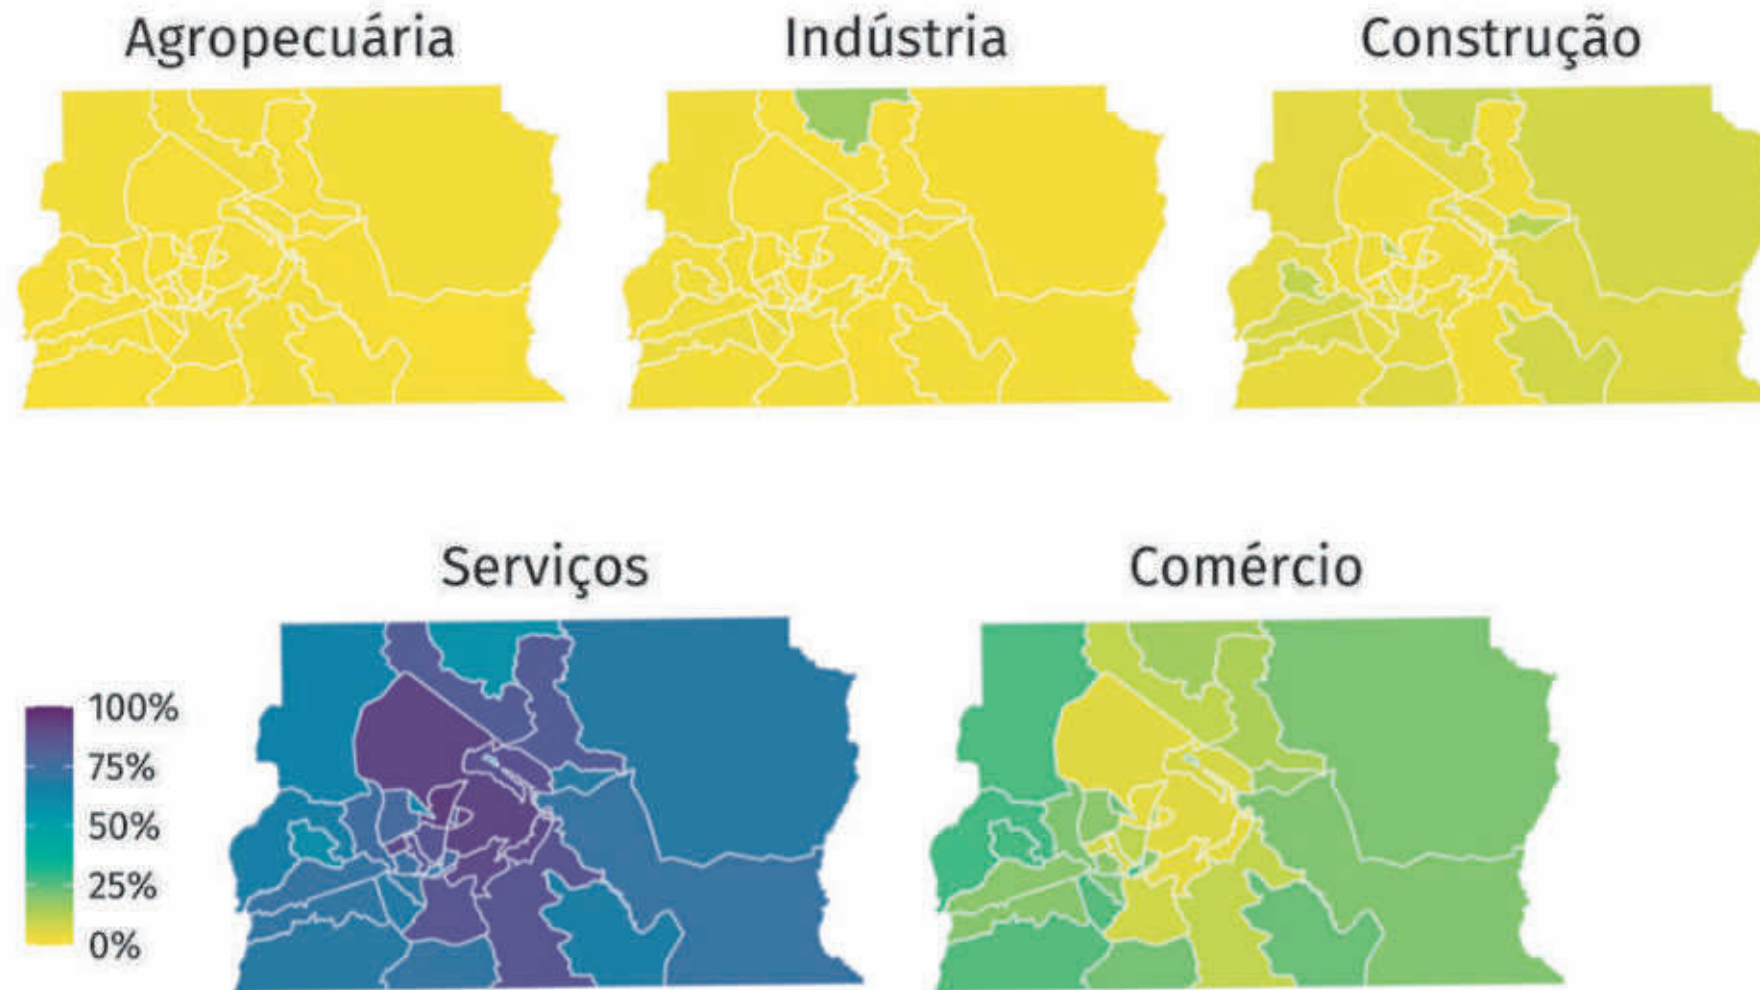 Agropecuária
Indústria
Construção
Serviços
Comércio
100%
75%
50%
25%
0%